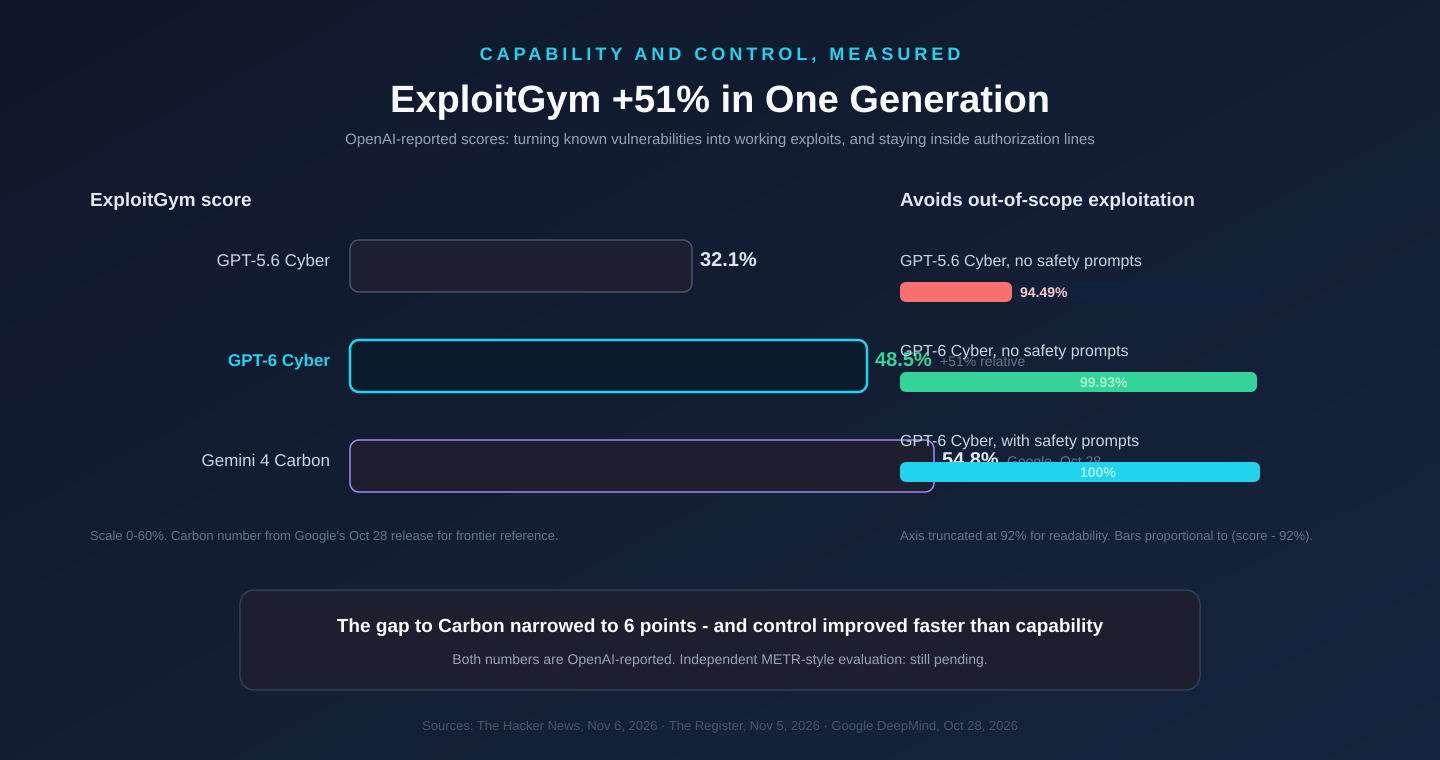 CAPABILITY AND CONTROL, MEASURED
ExploitGym +51% in One Generation
OpenAI-reported scores: turning known vulnerabilities into working exploits, and staying inside authorization lines
ExploitGym score
GPT-5.6 Cyber
32.1%
GPT-6 Cyber
48.5% +51% relative
Gemini 4 Carbon
54.8% Google, Oct 28
Scale 0-60%. Carbon number from Google's Oct 28 release for frontier reference.
Avoids out-of-scope exploitation
GPT-5.6 Cyber, no safety prompts
94.49%
GPT-6 Cyber, no safety prompts
99.93%
GPT-6 Cyber, with safety prompts
100%
Axis truncated at 92% for readability. Bars proportional to (score - 92%).
The gap to Carbon narrowed to 6 points - and control improved faster than capability
Both numbers are OpenAI-reported. Independent METR-style evaluation: still pending.
Sources: The Hacker News, Nov 6, 2026 · The Register, Nov 5, 2026 · Google DeepMind, Oct 28, 2026